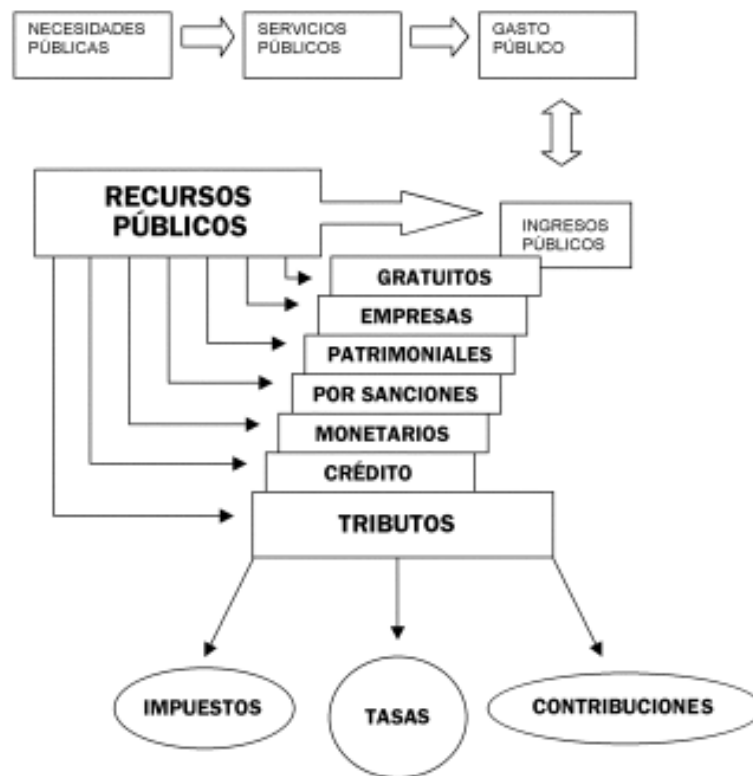 NECESIDADES
PÚBLICAS
SERVICIOS
PÚBLICOS
GASTO
PÚBLICO
RECURSOS
PÚBLICOS
INGRESOS
PÚBLICOS
GRATUITOS
EMPRESAS
PATRIMONIALES
POR SANCIONES
MONETARIOS
CRÉDITO
TRIBUTOS
IMPUESTOS
TASAS
CONTRIBUCIONES